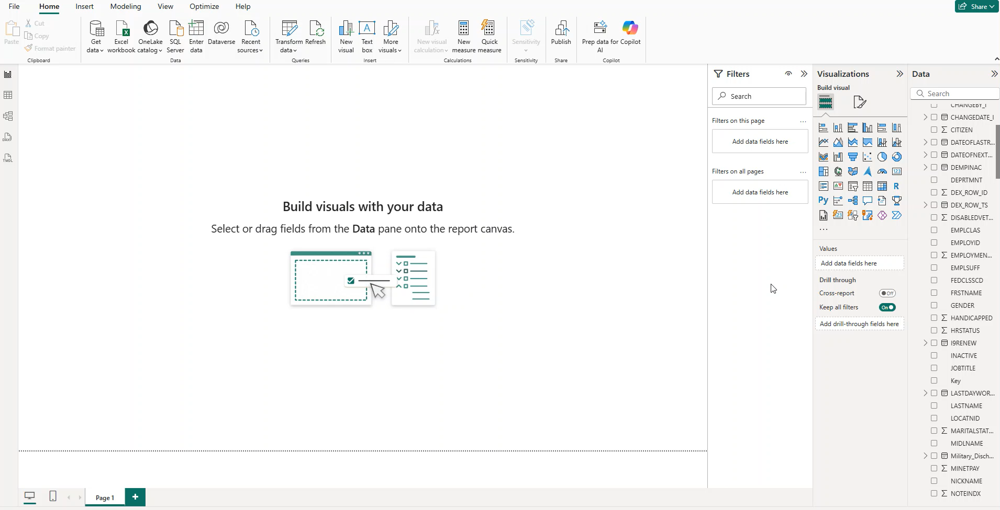 File Home Insert Modeling View Optimize Help
Share
Paste
Cut
Copy
Format painter
Clipboard
Get data
Excel workbook
OneLake catalog
SQL Server
Enter data
Dataverse
Recent sources
Data
Transform data
Refresh
Queries
New visual
A
Text box
More visuals
Insert
New visual calculation
New measure
Quick measure
Calculations
Sensitivity
Sensitivity
Publish
Share
Prep data for AI
Copilot
Copilot
DAX
TMDL
Build visuals with your data
Select or drag fields from the Data pane onto the report canvas.
Filters
Search
Filters on this page ...
Add data fields here
Filters on all pages ...
Add data fields here
Visualizations
Build visual
123
R
Py
123
...
Values
Add data fields here
Drill through
Cross-report Off
Keep all filters On
Add drill-through fields here
Data
Search
CHANGEBY_I
CHANGEDATE_I
CITIZEN
DATEOFLASTR...
DATEOFNEXT...
DEMPINAC
DEPRTMNT
DEX_ROW_ID
DEX_ROW_TS
DISABLEDVET...
EMPLCLAS
EMPLOYID
EMPLOYMEN...
EMPLSUFF
FEDCLSSCD
FRSTNAME
GENDER
HANDICAPPED
HRSTATUS
I9RENEW
INACTIVE
JOBTITLE
Key
LASTDAYWOR...
LASTNAME
LOCATNID
MARITALSTAT...
MIDLNAME
Military_Disch...
MINETPAY
NICKNAME
NOTEINDX
Page 1
+